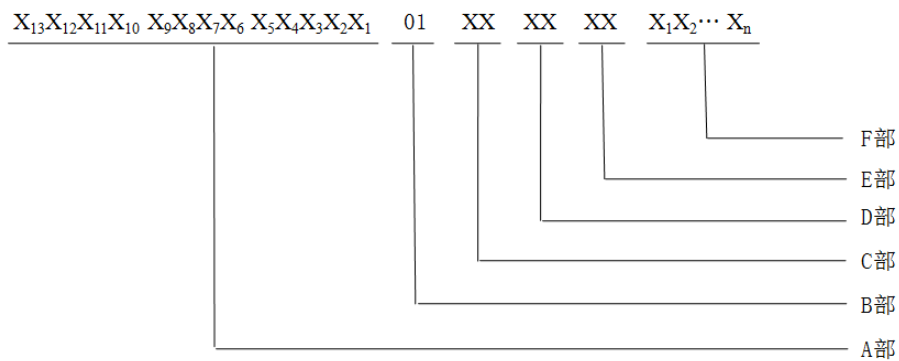 X₁₃X₁₂X₁₁X₁₀ X₉X₈X₇X₆ X₅X₄X₃X₂X₁ 01 XX XX XX X₁X₂⋯ Xₙ
F部
E部
D部
C部
B部
A部